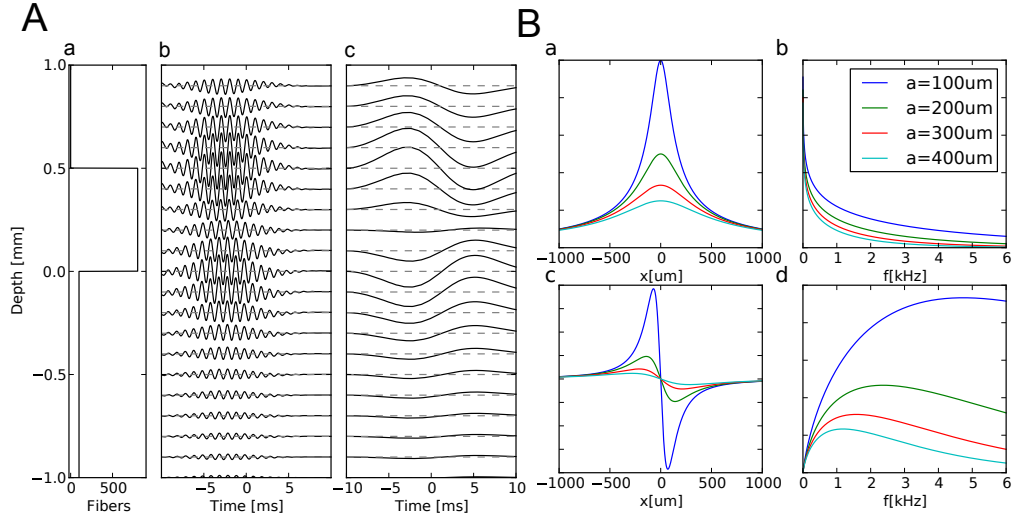 A
a
b
c
Depth [mm]
1.0
0.5
0.0
−0.5
−1.0
0
500
Fibers
−5
0
5
Time [ms]
−10
−5
0
5
10
Time [ms]
B
a
−1000
−500
0
500
1000
x[um]
b
a=100um
a=200um
a=300um
a=400um
0
1
2
3
4
5
6
f[kHz]
c
−1000
−500
0
500
1000
x[um]
d
0
1
2
3
4
5
6
f[kHz]